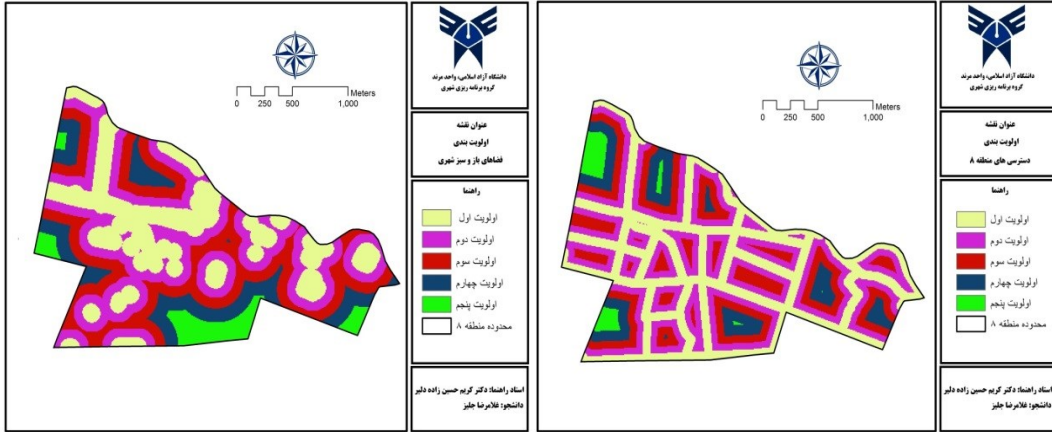 Meters
0 250 500 1,000
دانشگاه آزاد اسلامی، واحد مرند
گروه برنامه ریزی شهری
عنوان نقشه
اولویت بندی
فضاهای باز و سبز شهری
راهنما
اولویت اول
اولویت دوم
اولویت سوم
اولویت چهارم
اولویت پنجم
محدوده منطقه ۸
استاد راهنما: دکتر کریم حسین زاده دلیر
دانشجو: غلامرضا جلیز
Meters
0 250 500 1,000
دانشگاه آزاد اسلامی، واحد مرند
گروه برنامه ریزی شهری
عنوان نقشه
اولویت بندی
دسترسی های منطقه ۸
راهنما
اولویت اول
اولویت دوم
اولویت سوم
اولویت چهارم
اولویت پنجم
محدوده منطقه ۸
استاد راهنما: دکتر کریم حسین زاده دلیر
دانشجو: غلامرضا جلیز